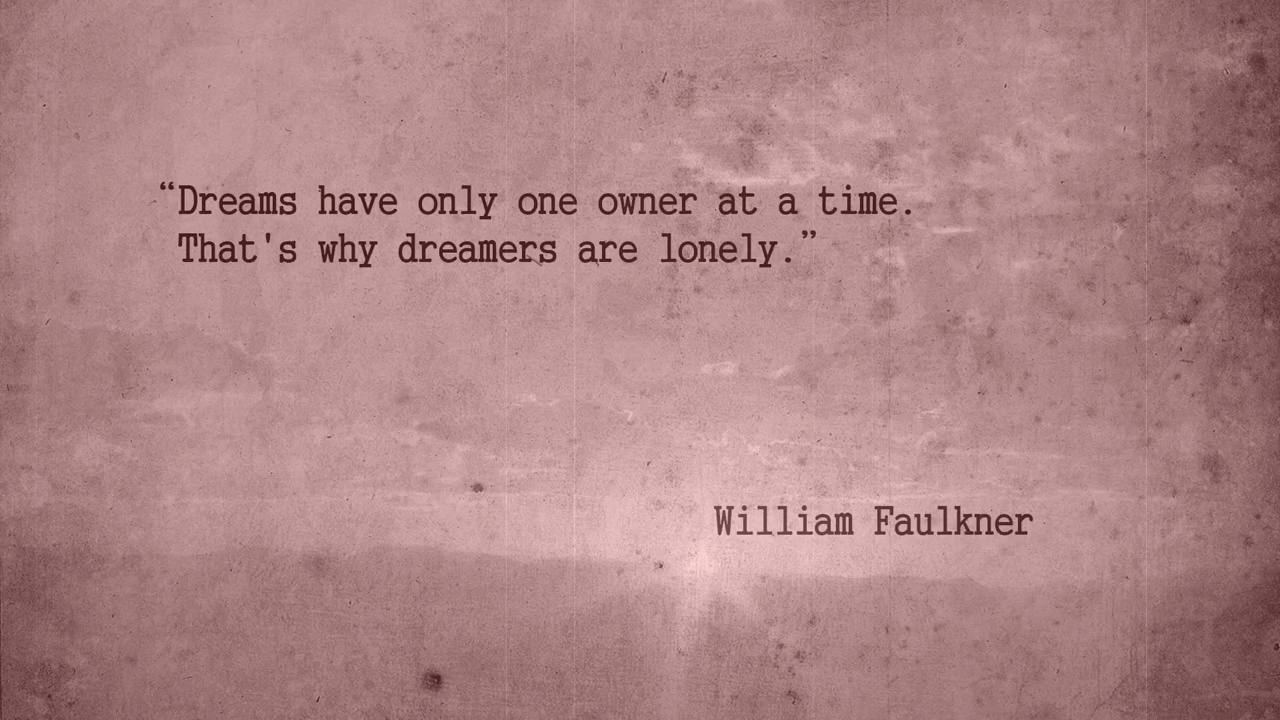 “Dreams have only one owner at a time.
That's why dreamers are lonely.”
William Faulkner